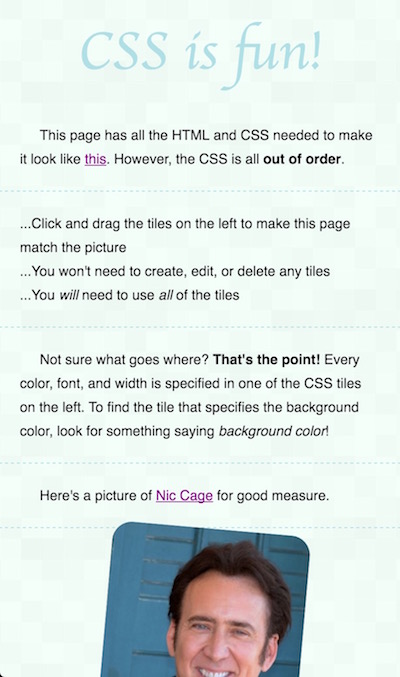 CSS is fun!
This page has all the HTML and CSS needed to make
it look like this. However, the CSS is all out of order.
...Click and drag the tiles on the left to make this page
match the picture
...You won't need to create, edit, or delete any tiles
...You will need to use all of the tiles
Not sure what goes where? That's the point! Every
color, font, and width is specified in one of the CSS tiles
on the left. To find the tile that specifies the background
color, look for something saying background color!
Here's a picture of Nic Cage for good measure.